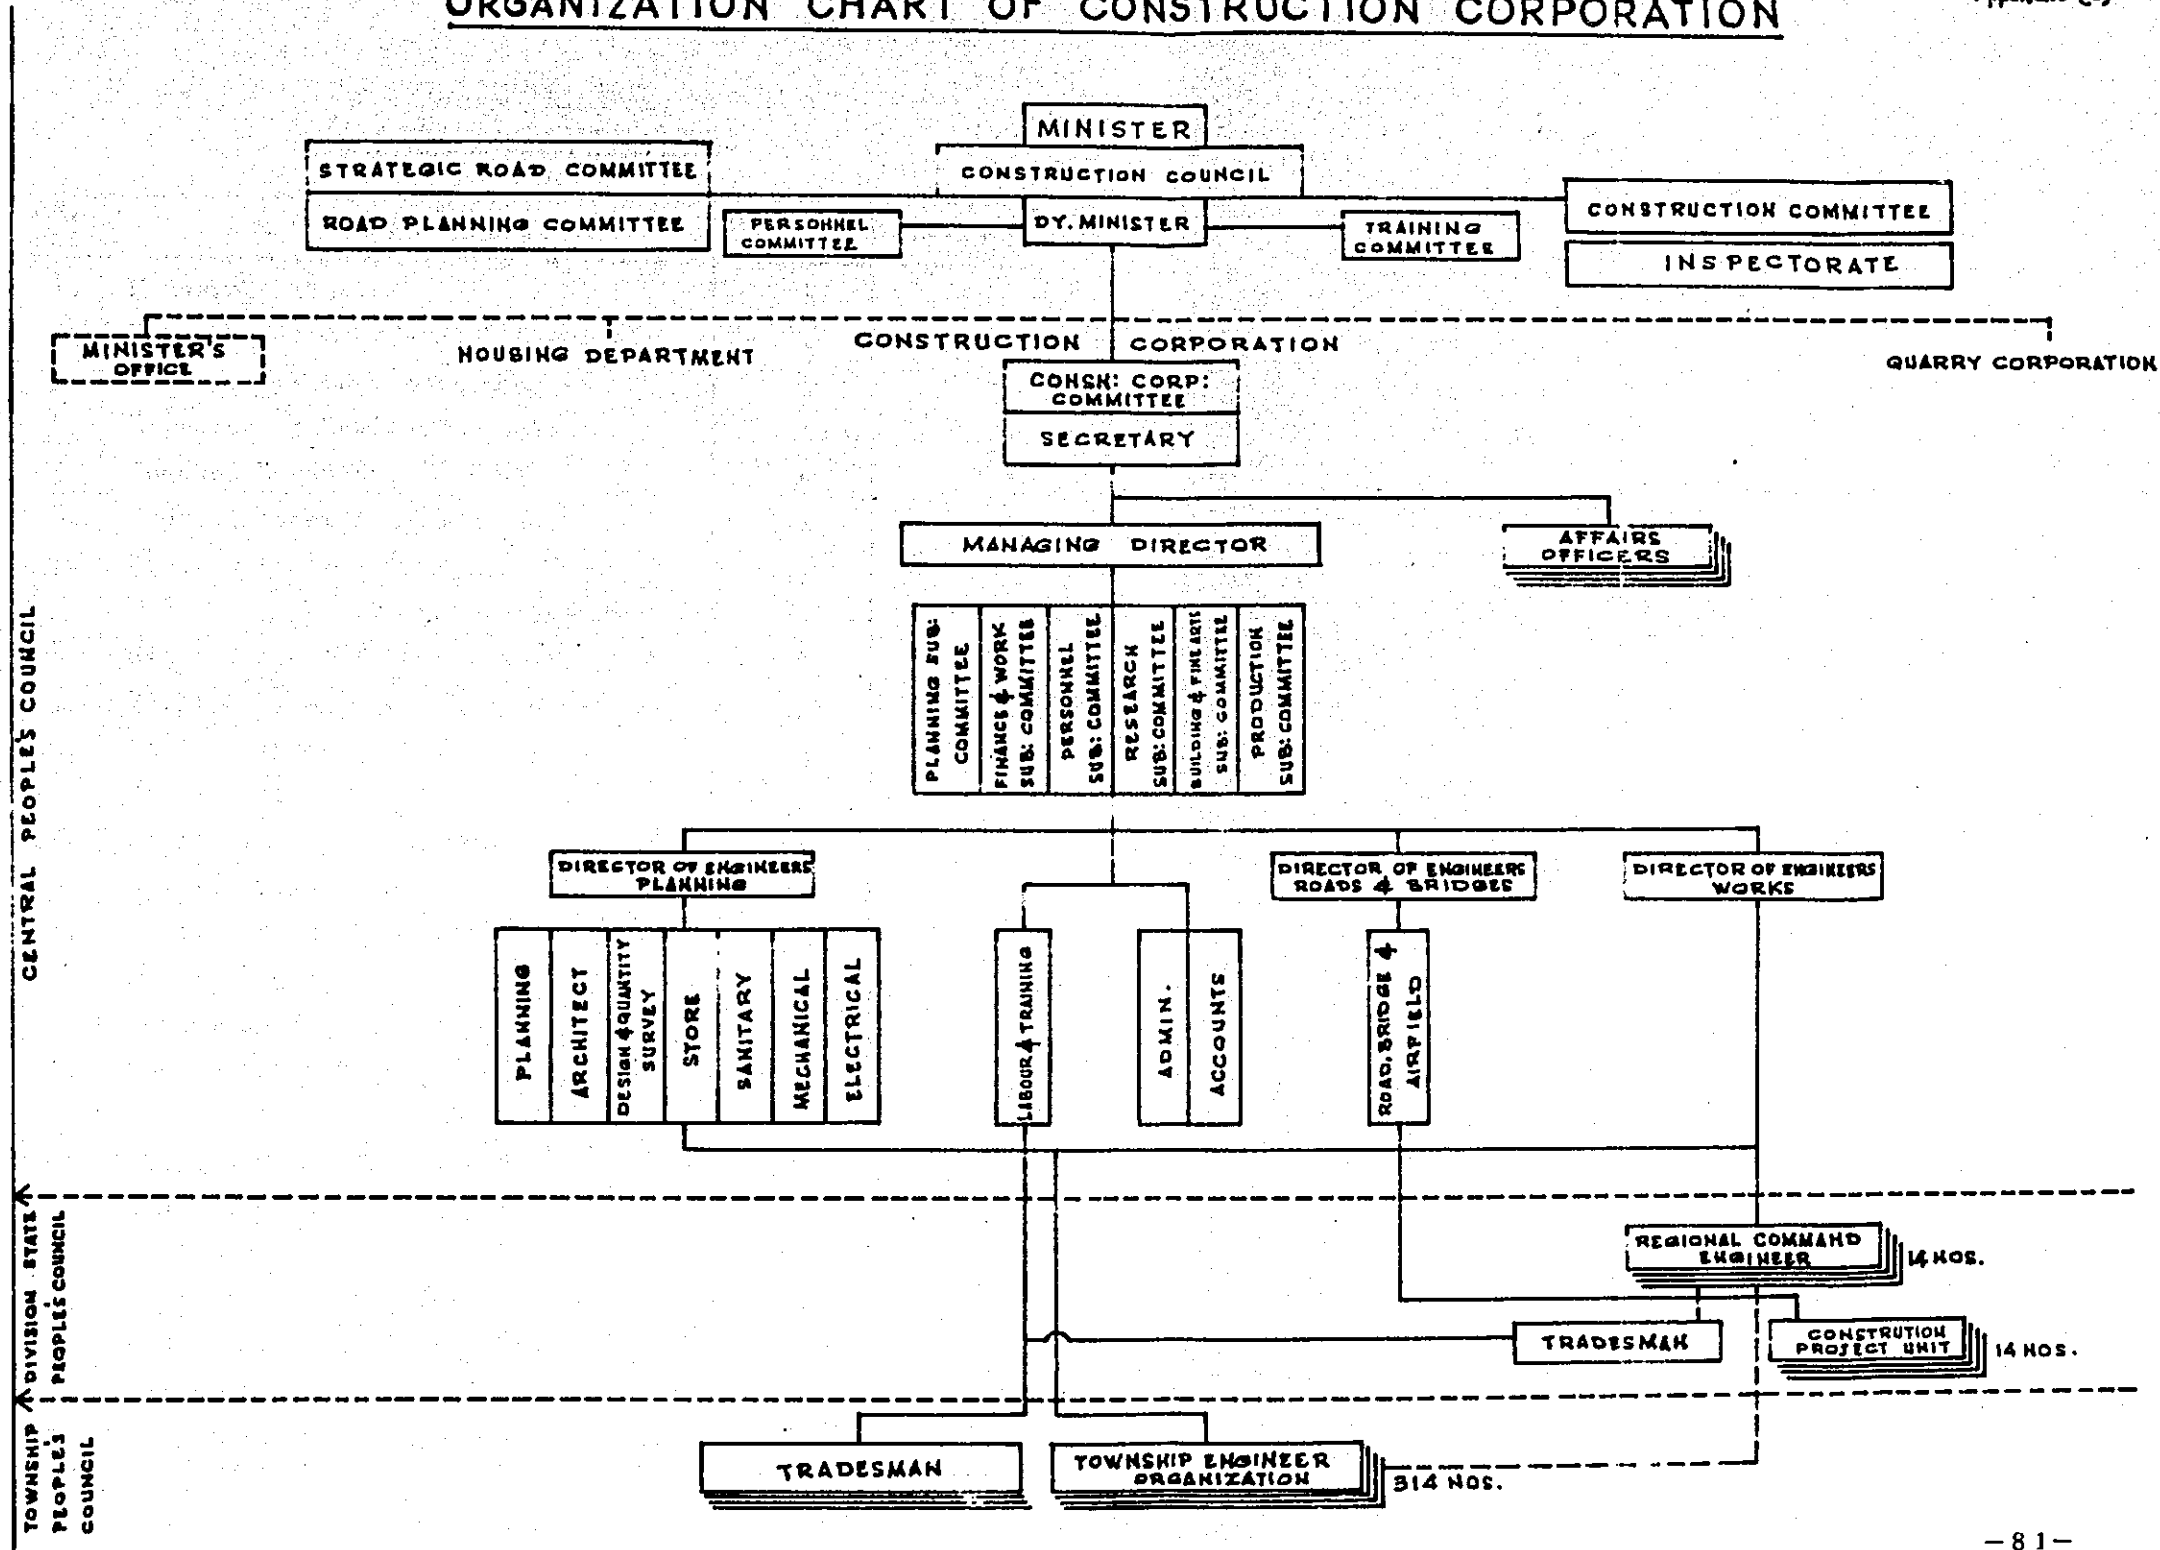 ORGANIZATION CHART OF CONSTRUCTION CORPORATION
MINISTER
STRATEGIC ROAD COMMITTEE
CONSTRUCTION COUNCIL
ROAD PLANNING COMMITTEE
PERSONNEL
COMMITTEE
DY. MINISTER
TRAINING
COMMITTEE
CONSTRUCTION COMMITTEE
INSPECTORATE
MINISTER'S
OFFICE
HOUSING DEPARTMENT
CONSTRUCTION CORPORATION
QUARRY CORPORATION
CONSN: CORP:
COMMITTEE
SECRETARY
MANAGING DIRECTOR
AFFAIRS
OFFICERS
PLANNING SUB:
COMMITTEE
FINANCE & WORK
SUB: COMMITTEE
PERSONNEL
SUB: COMMITTEE
RESEARCH
SUB: COMMITTEE
BUILDING & FINE ARTS
SUB: COMMITTEE
PRODUCTION
SUB: COMMITTEE
CENTRAL PEOPLE'S COUNCIL
DIRECTOR OF ENGINEERS
PLANNING
DIRECTOR OF ENGINEERS
ROADS & BRIDGES
DIRECTOR OF ENGINEERS
WORKS
PLANNING
ARCHITECT
DESIGN & QUANTITY
SURVEY
STORE
SANITARY
MECHANICAL
ELECTRICAL
LABOUR & TRAINING
ADMIN.
ACCOUNTS
ROAD, BRIDGE &
AIRFIELD
DIVISION STATE
PEOPLE'S COUNCIL
REGIONAL COMMAND
ENGINEER
14 NOS.
TRADESMAN
CONSTRUTION
PROJECT UNIT
14 NOS.
TOWNSHIP
PEOPLE'S
COUNCIL
TRADESMAN
TOWNSHIP ENGINEER
ORGANIZATION
314 NOS.
-81-